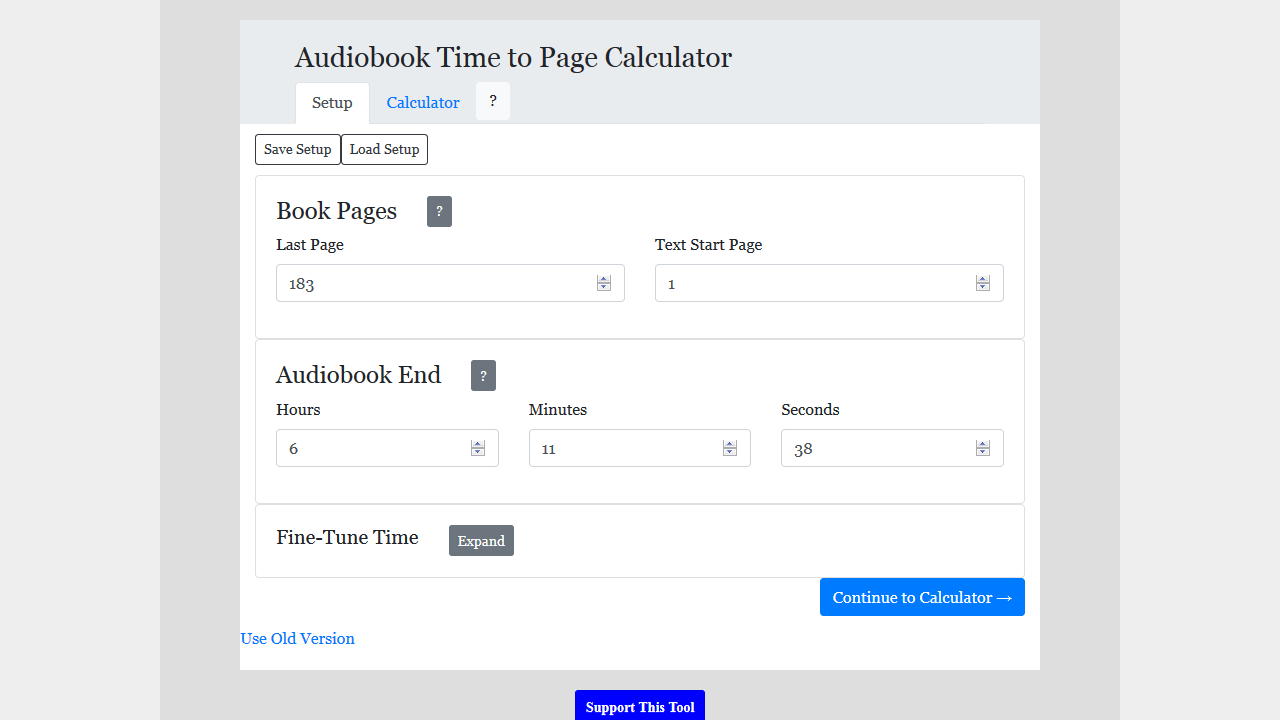 Audiobook Time to Page Calculator
Setup Calculator ?
Save Setup Load Setup
Book Pages ?
Last Page Text Start Page
183 1
Audiobook End ?
Hours Minutes Seconds
6 11 38
Fine-Tune Time Expand
Continue to Calculator →
Use Old Version
Support This Tool